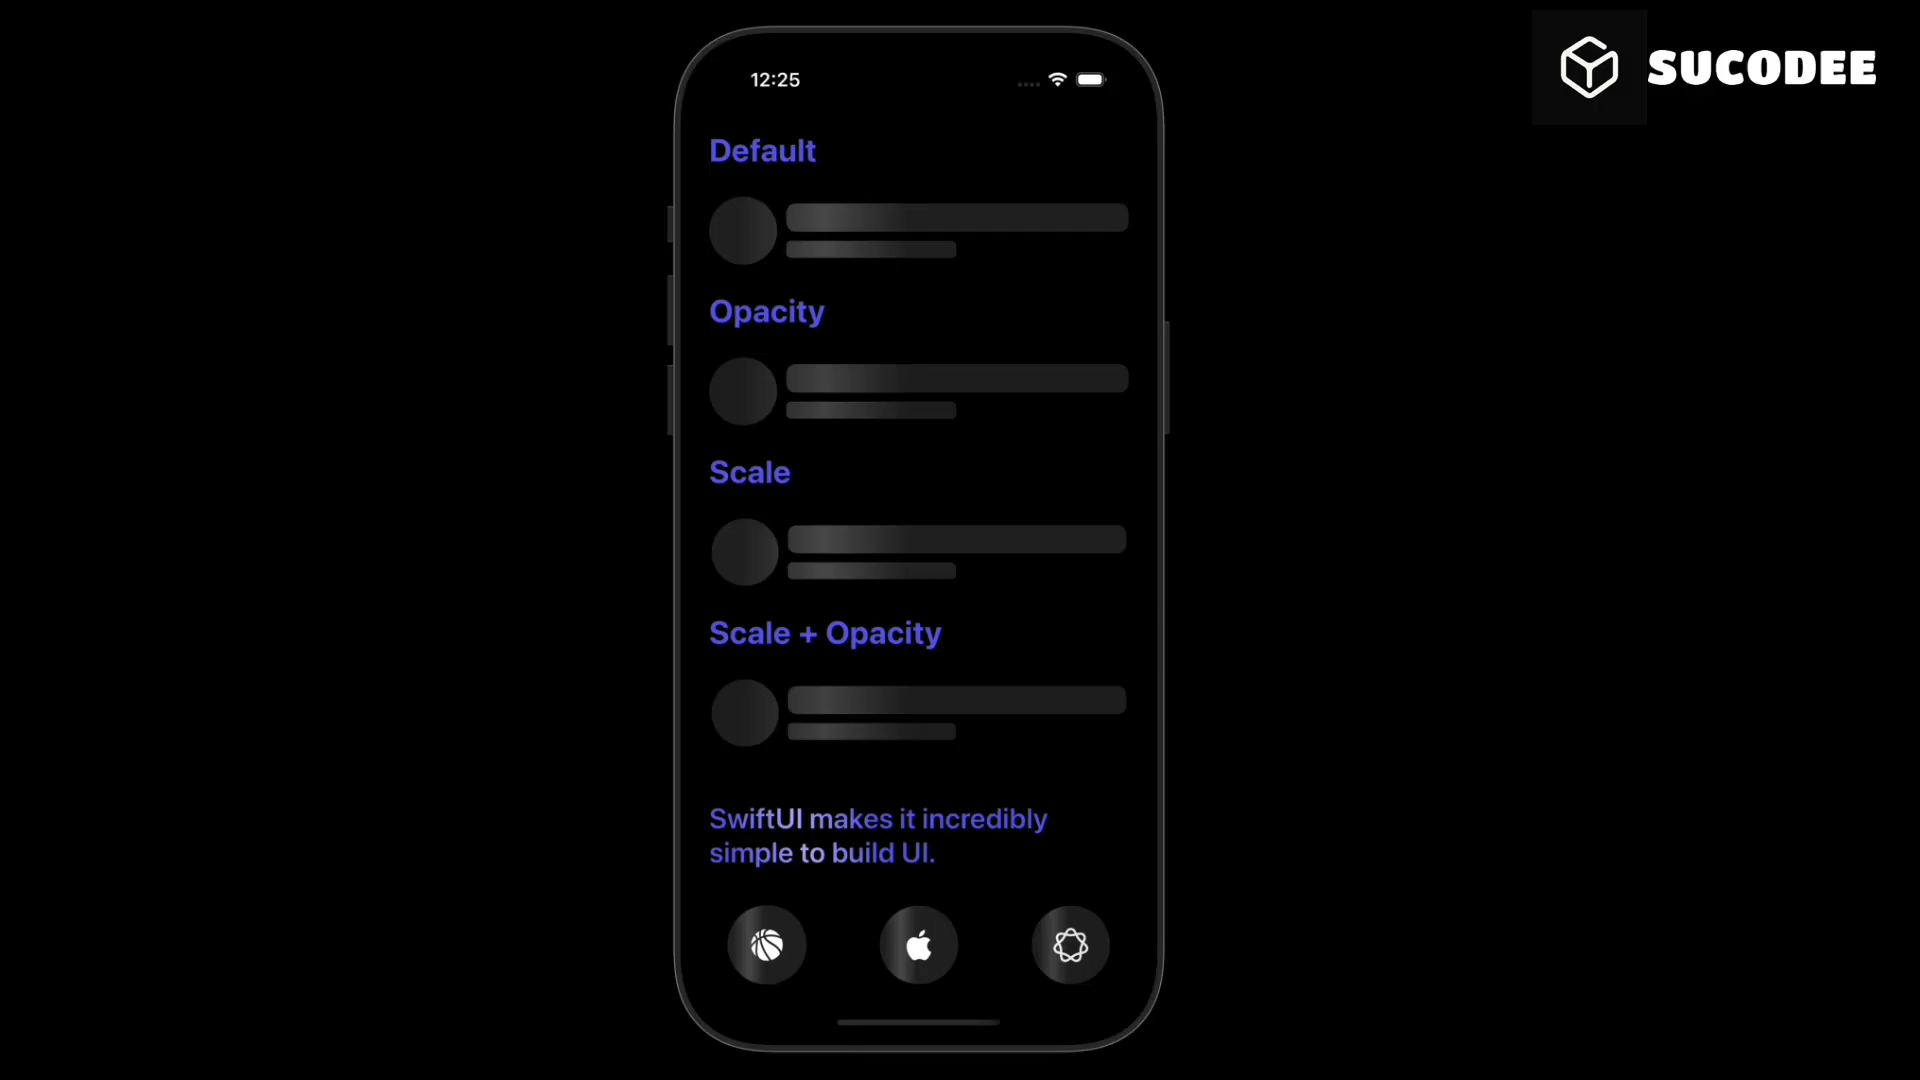 12:25
SUCODEE
Default
Opacity
Scale
Scale + Opacity
SwiftUI makes it incredibly
simple to build UI.